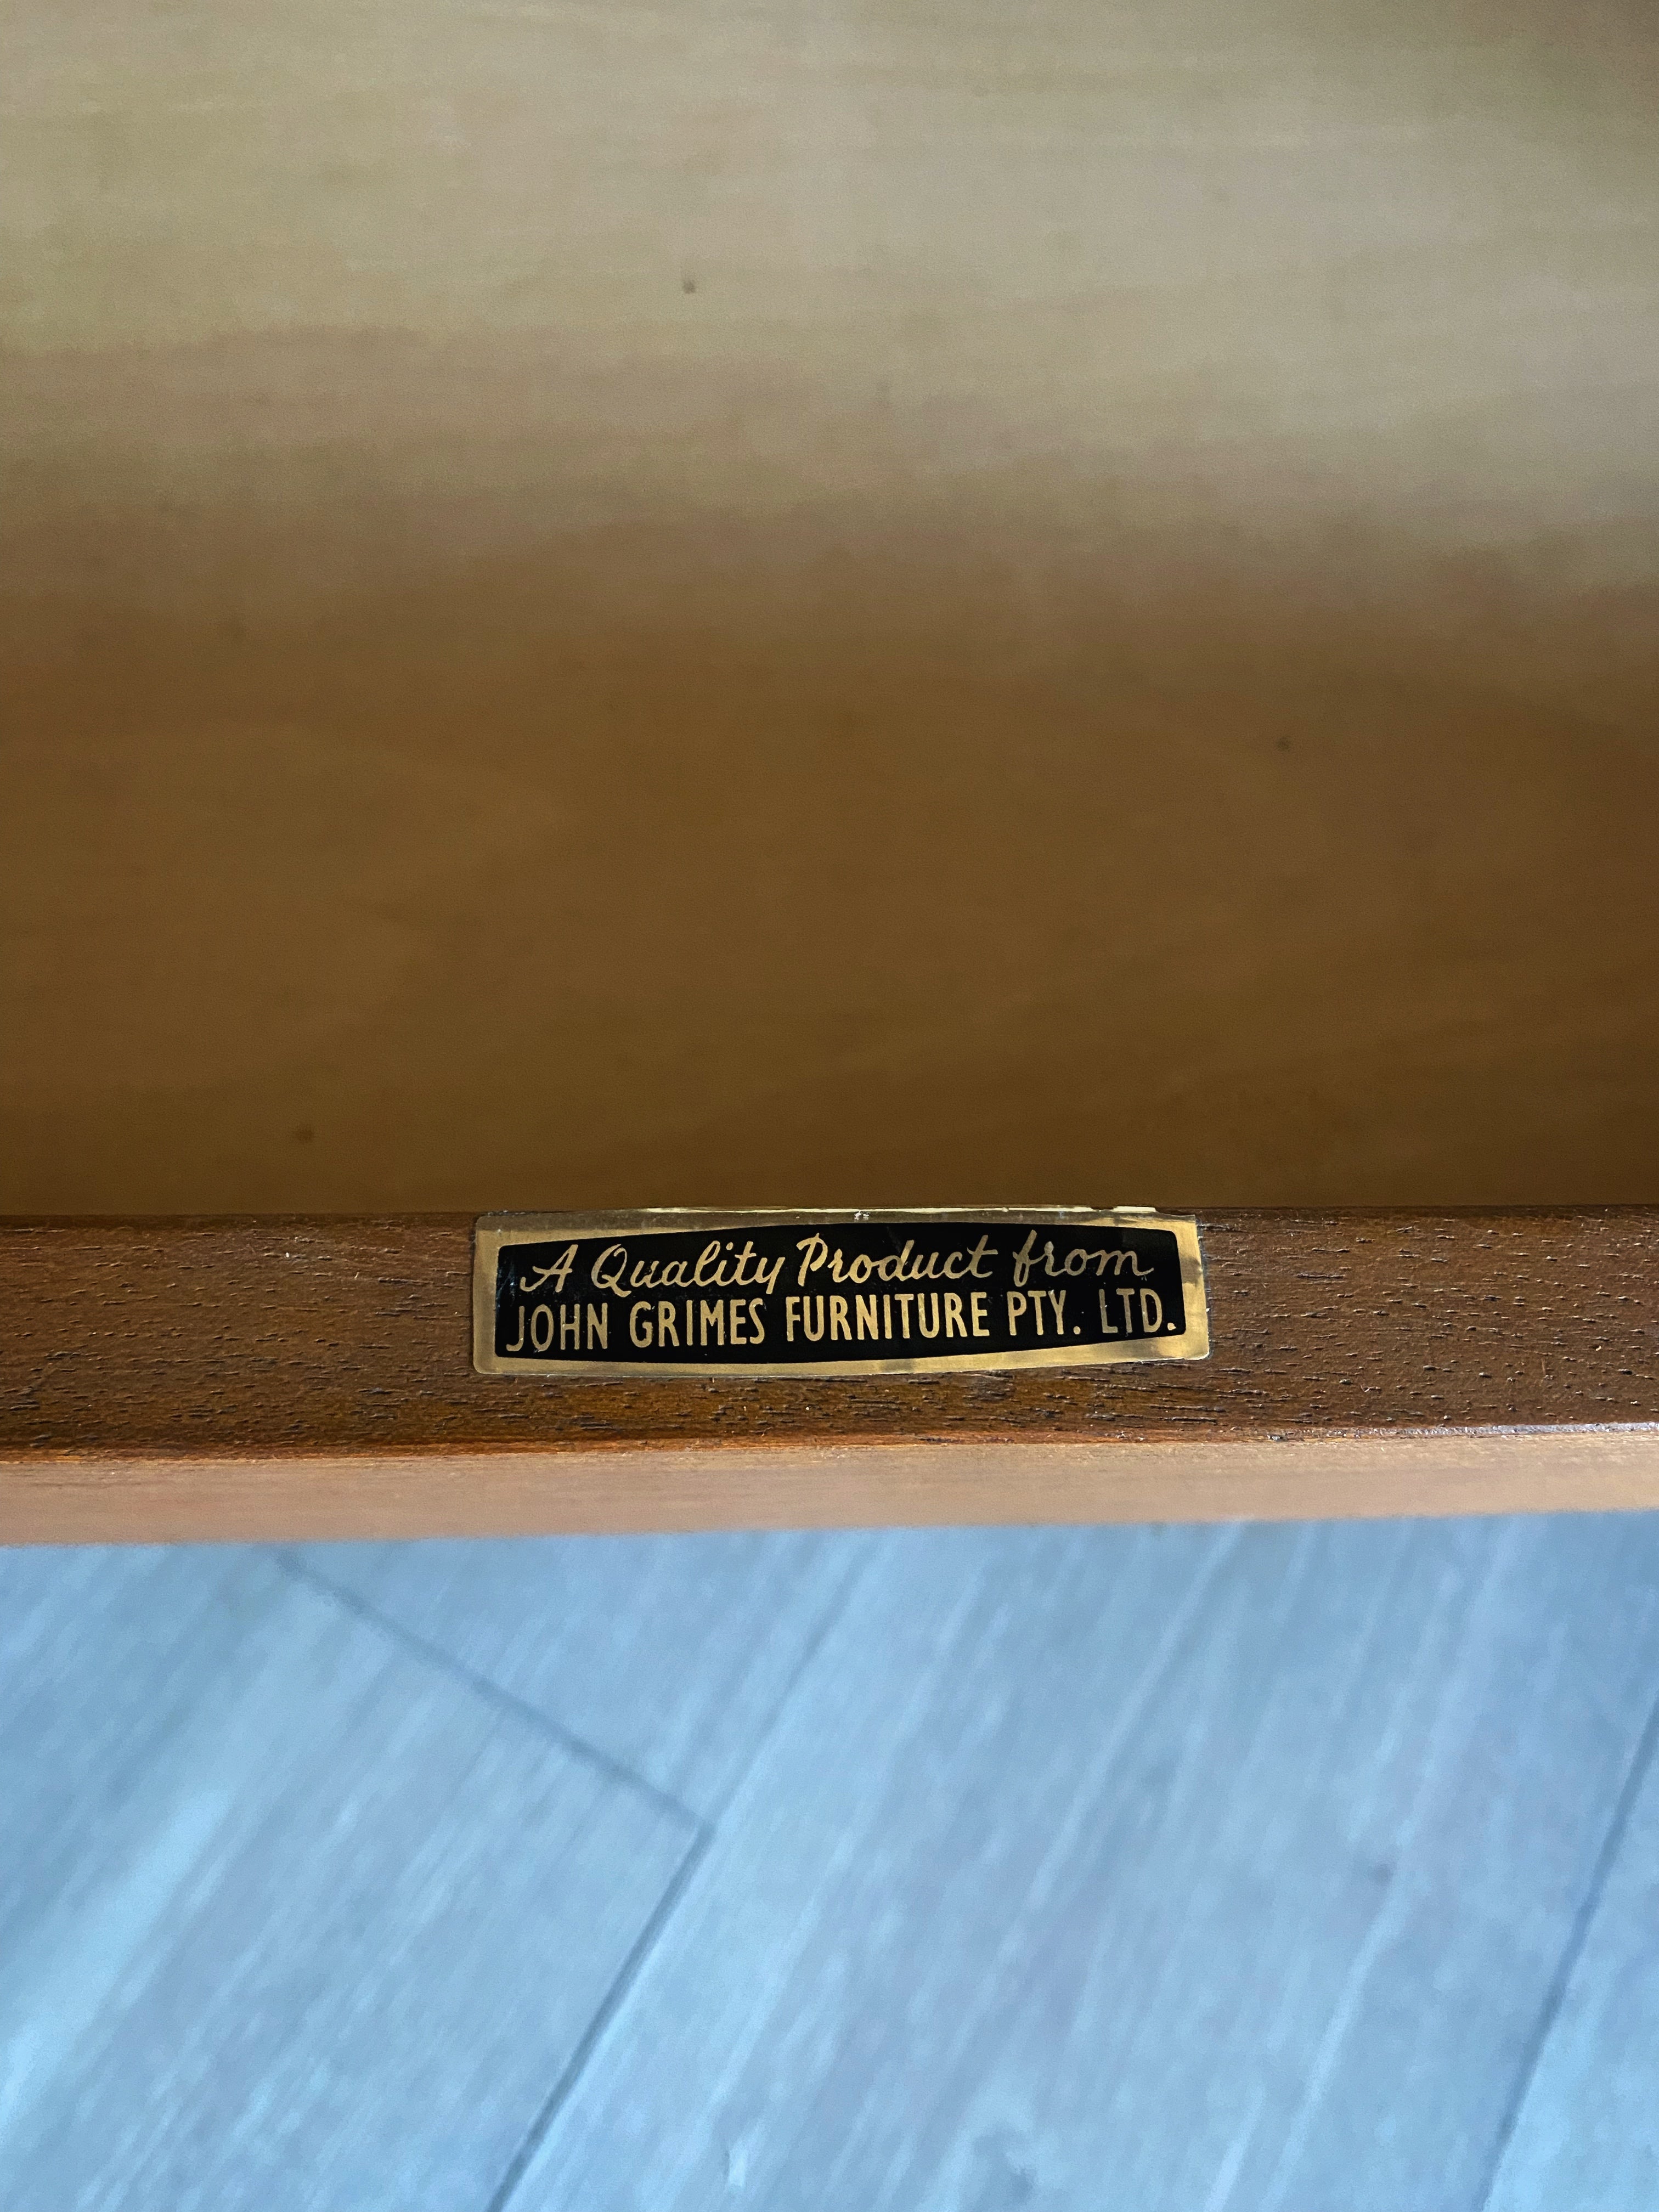 A Quality Product from
JOHN GRIMES FURNITURE PTY. LTD.